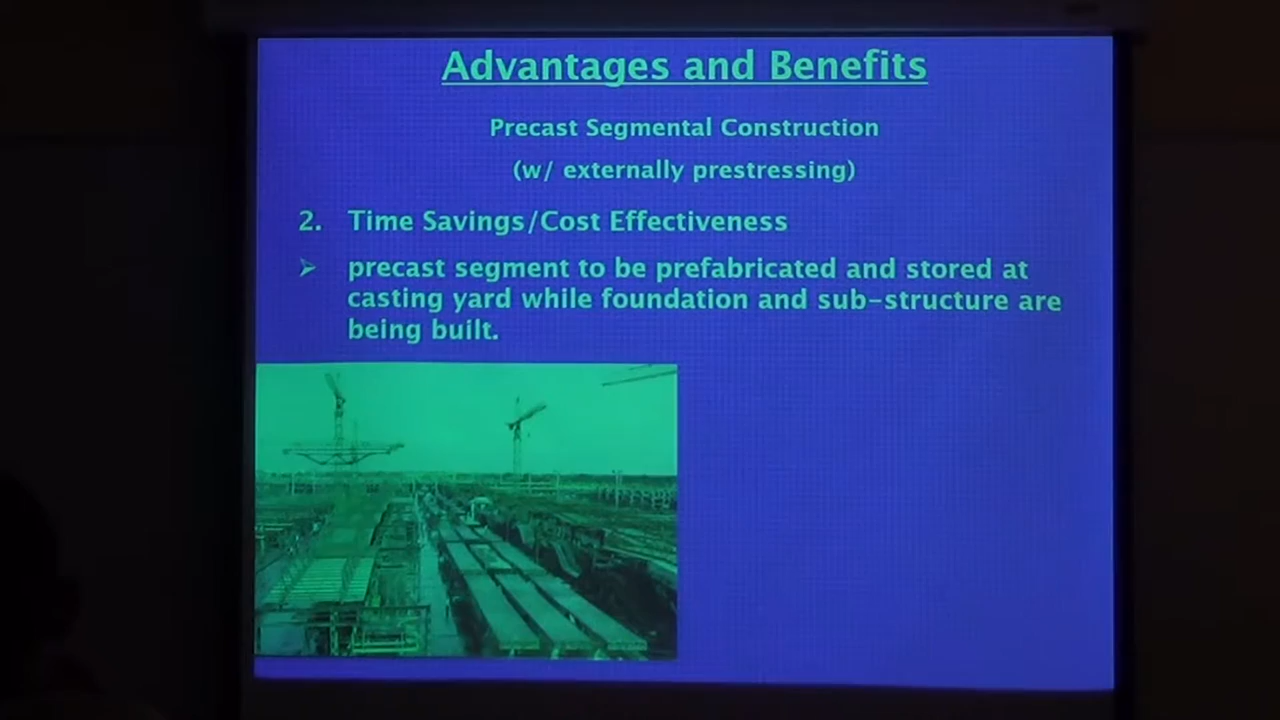 Advantages and Benefits
Precast Segmental Construction
(w/ externally prestressing)
2. Time Savings/Cost Effectiveness
➢ precast segment to be prefabricated and stored at
casting yard while foundation and sub-structure are
being built.